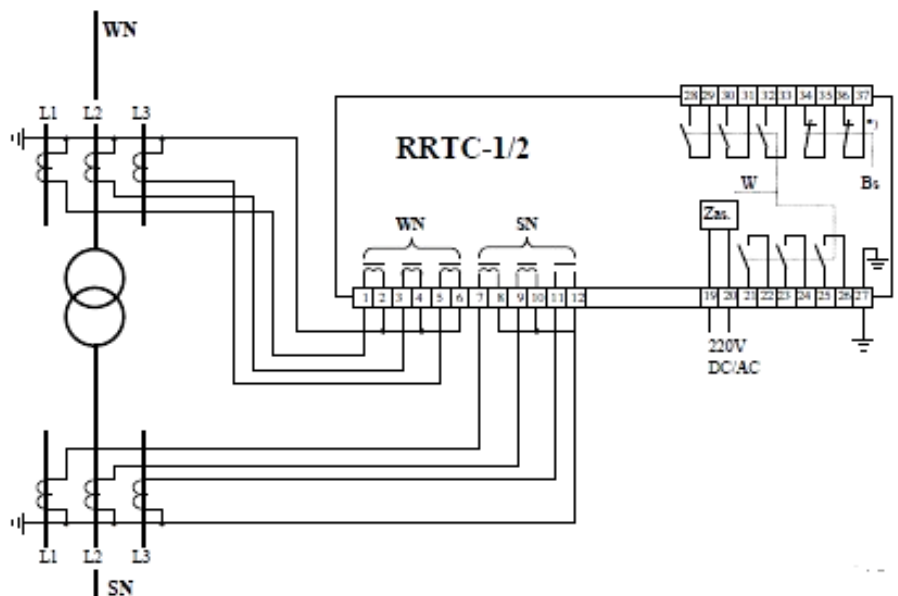 WN
L1 L2 L3
28 29 30 31 32 33 34 35 36 37
*)
RRTC-1/2
W
Bs
Zas.
WN SN
1 2 3 4 5 6 7 8 9 10 11 12
19 20 21 22 23 24 25 26 27
220V
DC/AC
L1 L2 L3
SN